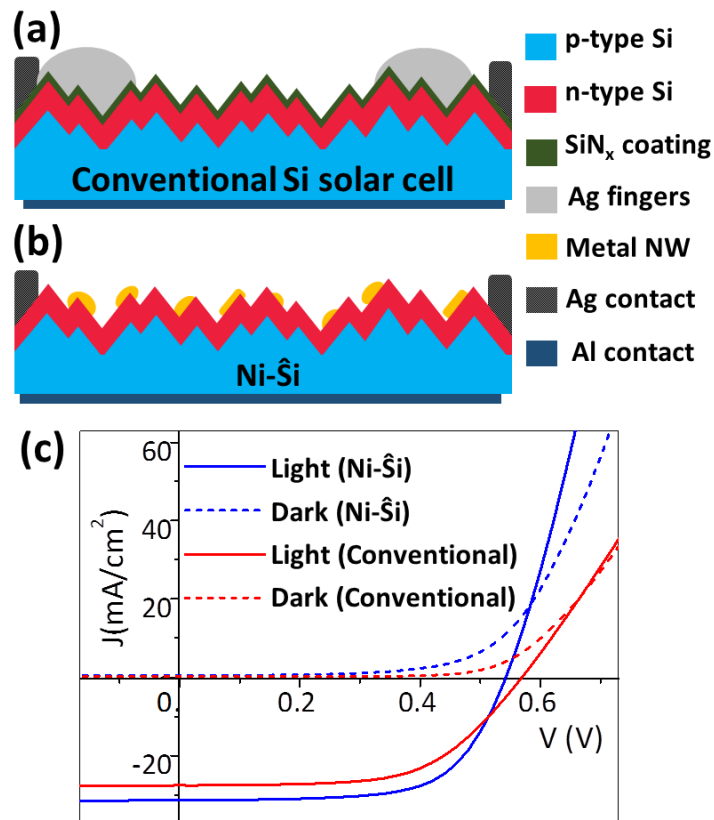 (a)
Conventional Si solar cell
(b)
Ni-Ŝi
p-type Si
n-type Si
SiNₓ coating
Ag fingers
Metal NW
Ag contact
Al contact
(c)
60
40
20
-20
J(mA/cm²)
Light (Ni-Ŝi)
Dark (Ni-Ŝi)
Light (Conventional)
Dark (Conventional)
0.
0.2
0.4
0.6
V (V)